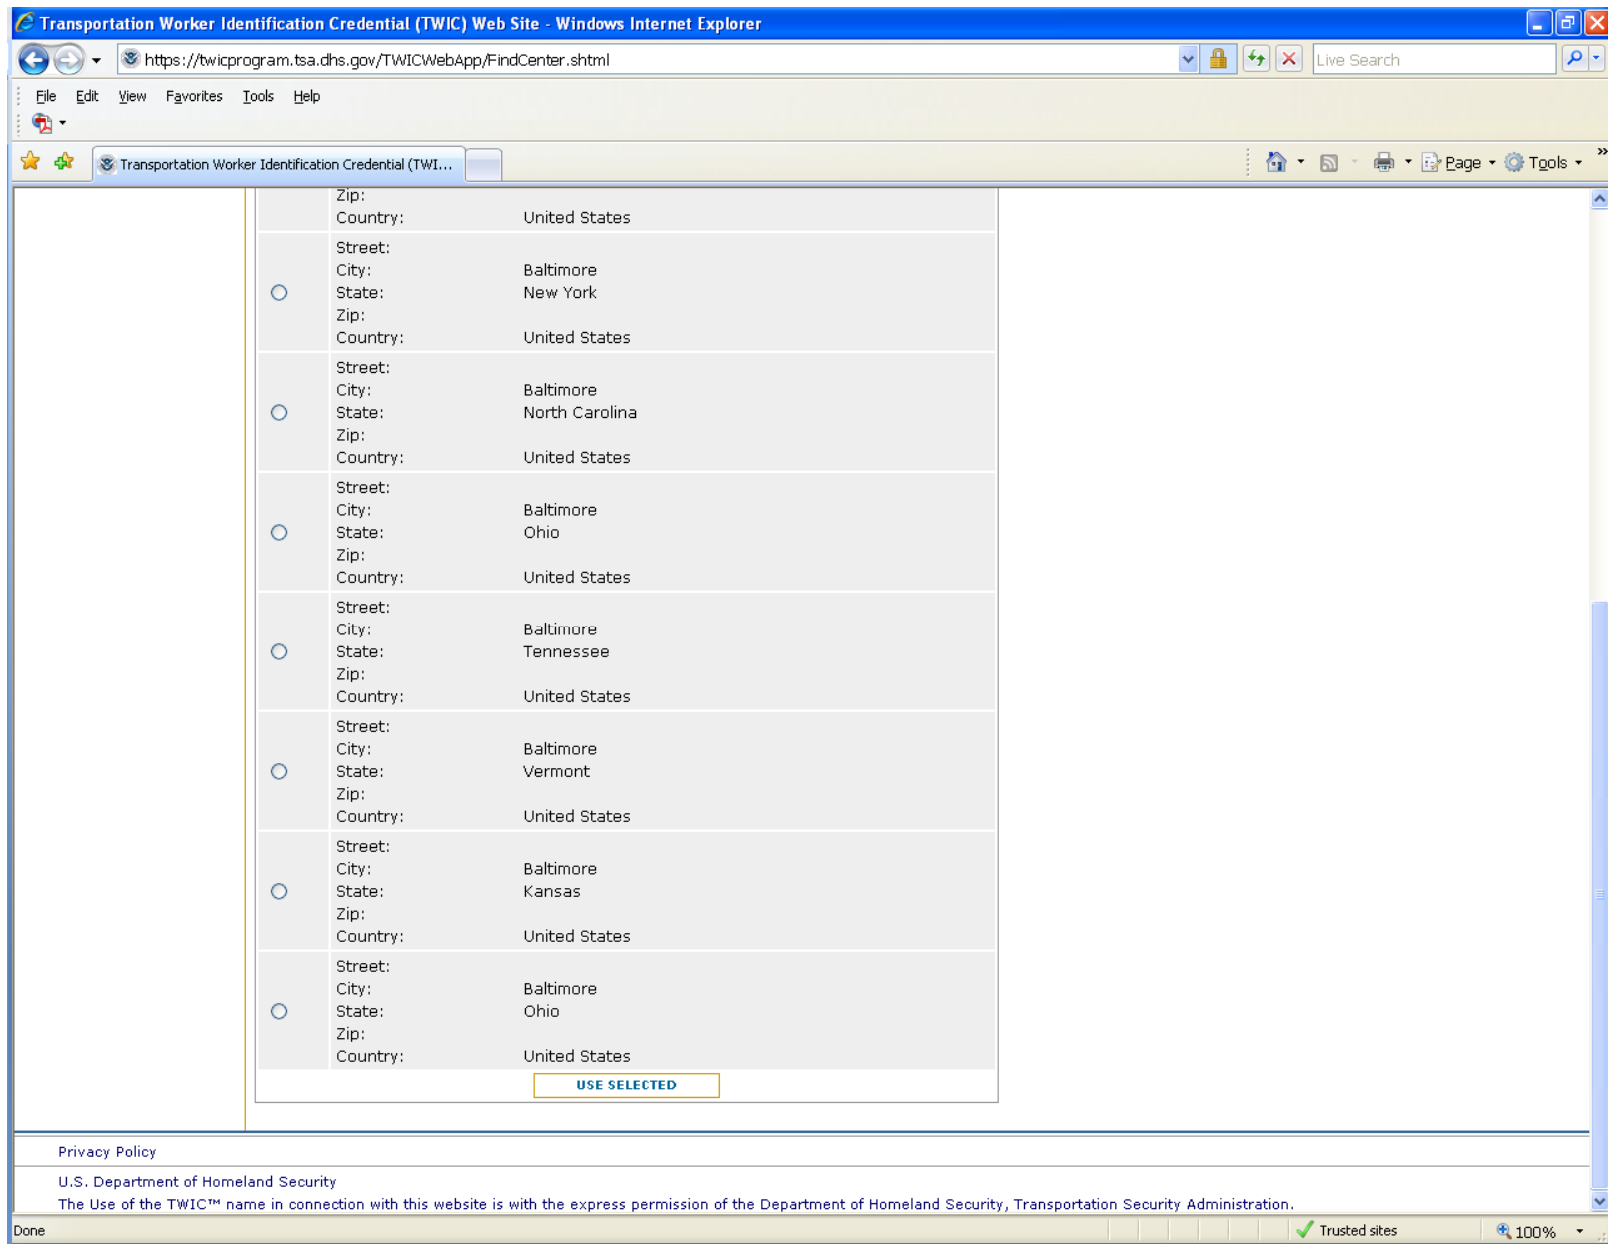 Transportation Worker Identification Credential (TWIC) Web Site - Windows Internet Explorer
https://twicprogram.tsa.dhs.gov/TWICWebApp/FindCenter.shtml
Live Search
File Edit View Favorites Tools Help
Transportation Worker Identification Credential (TWI...
Page Tools »
Zip:
Country: United States
Street:
City: Baltimore
State: New York
Zip:
Country: United States
Street:
City: Baltimore
State: North Carolina
Zip:
Country: United States
Street:
City: Baltimore
State: Ohio
Zip:
Country: United States
Street:
City: Baltimore
State: Tennessee
Zip:
Country: United States
Street:
City: Baltimore
State: Vermont
Zip:
Country: United States
Street:
City: Baltimore
State: Kansas
Zip:
Country: United States
Street:
City: Baltimore
State: Ohio
Zip:
Country: United States
USE SELECTED
Privacy Policy
U.S. Department of Homeland Security
The Use of the TWIC™ name in connection with this website is with the express permission of the Department of Homeland Security, Transportation Security Administration.
Done Trusted sites 100%